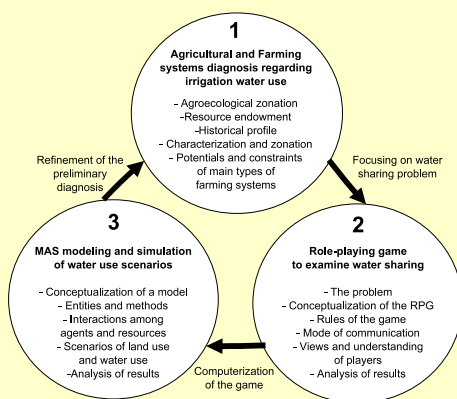 1
Agricultural and Farming
systems diagnosis regarding
irrigation water use
- Agroecological zonation
-Resource endowment
-Historical profile
- Characterization and zonation
- Potentials and constraints
of main types of
farming systems
Refinement of the
preliminary
diagnosis
Focusing on water
sharing problem
3
MAS modeling and simulation
of water use scenarios
- Conceptualization of a model
- Entities and methods
- Interactions among
agents and resources
- Scenarios of land use
and water use
-Analysis of results
2
Role-playing game
to examine water sharing
- The problem
- Conceptualization of the RPG
- Rules of the game
- Mode of communication
- Views and understanding
of players
- Analysis of results
Computerization
of the game